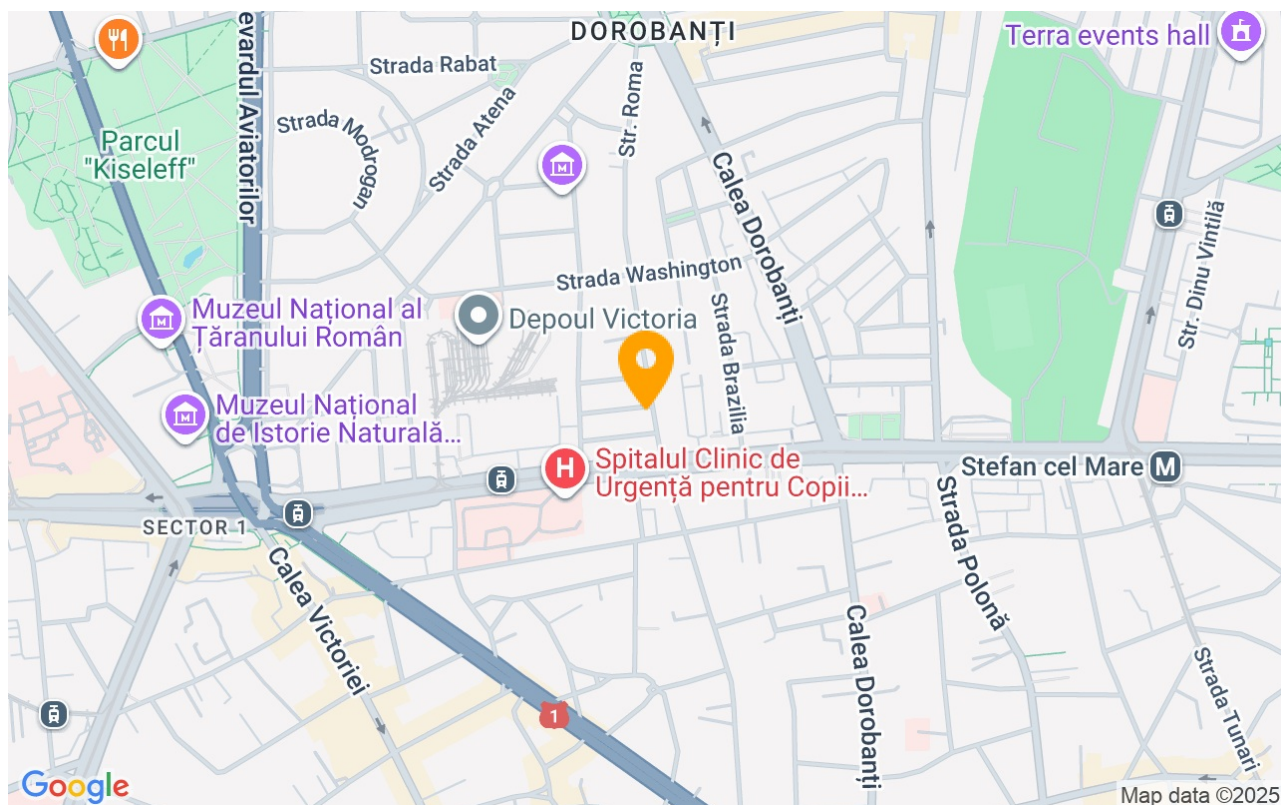 DOROBANȚI
Terra events hall
Strada Rabat
evardul Aviatorilor
Str. Roma
Strada Atena
Strada Modrogan
Parcul
"Kiseleff"
M
Calea Dorobanți
Str. Dinu Vintilă
Strada Washington
Strada Brazilia
Muzeul Național al
Țăranului Român
M
Depoul Victoria
Muzeul Național
de Istorie Naturală...
M
H
Spitalul Clinic de
Urgență pentru Copii...
Stefan cel Mare M
SECTOR 1
Strada Polonă
Calea Victoriei
Calea Dorobanți
Strada Tunari
1
Google
Map data ©2025